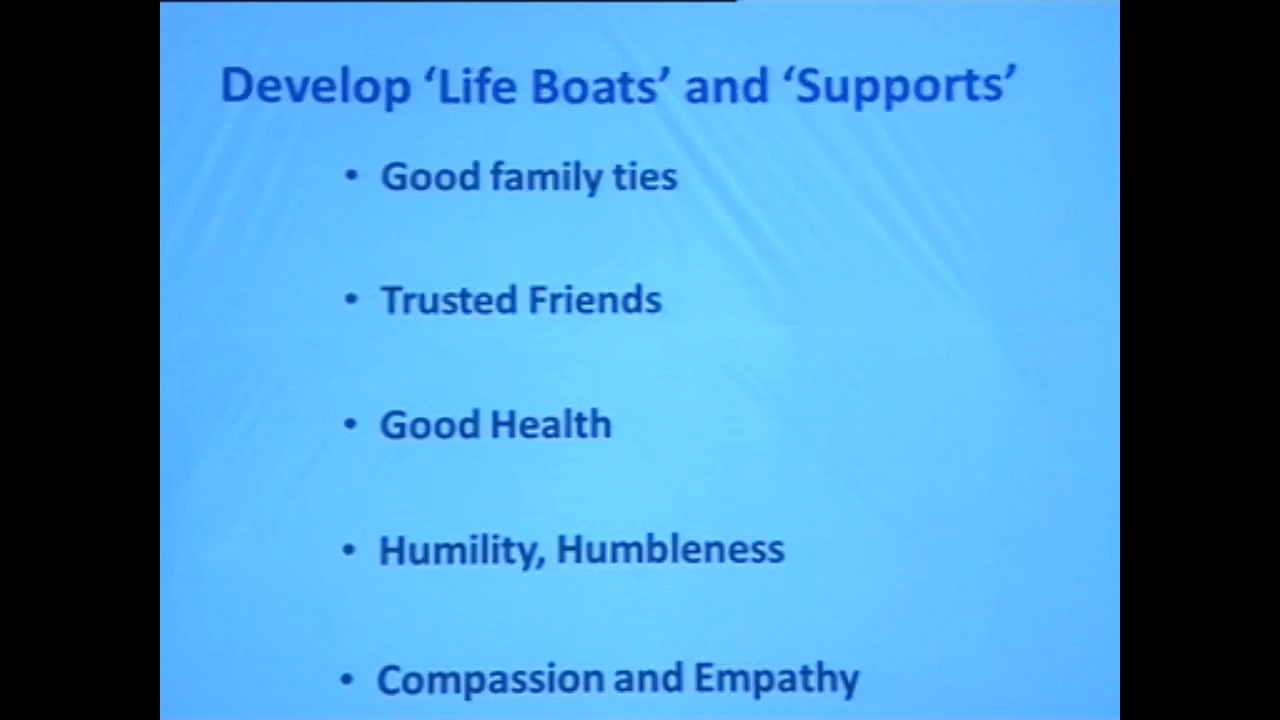 Develop ‘Life Boats’ and ‘Supports’
• Good family ties
• Trusted Friends
• Good Health
• Humility, Humbleness
• Compassion and Empathy